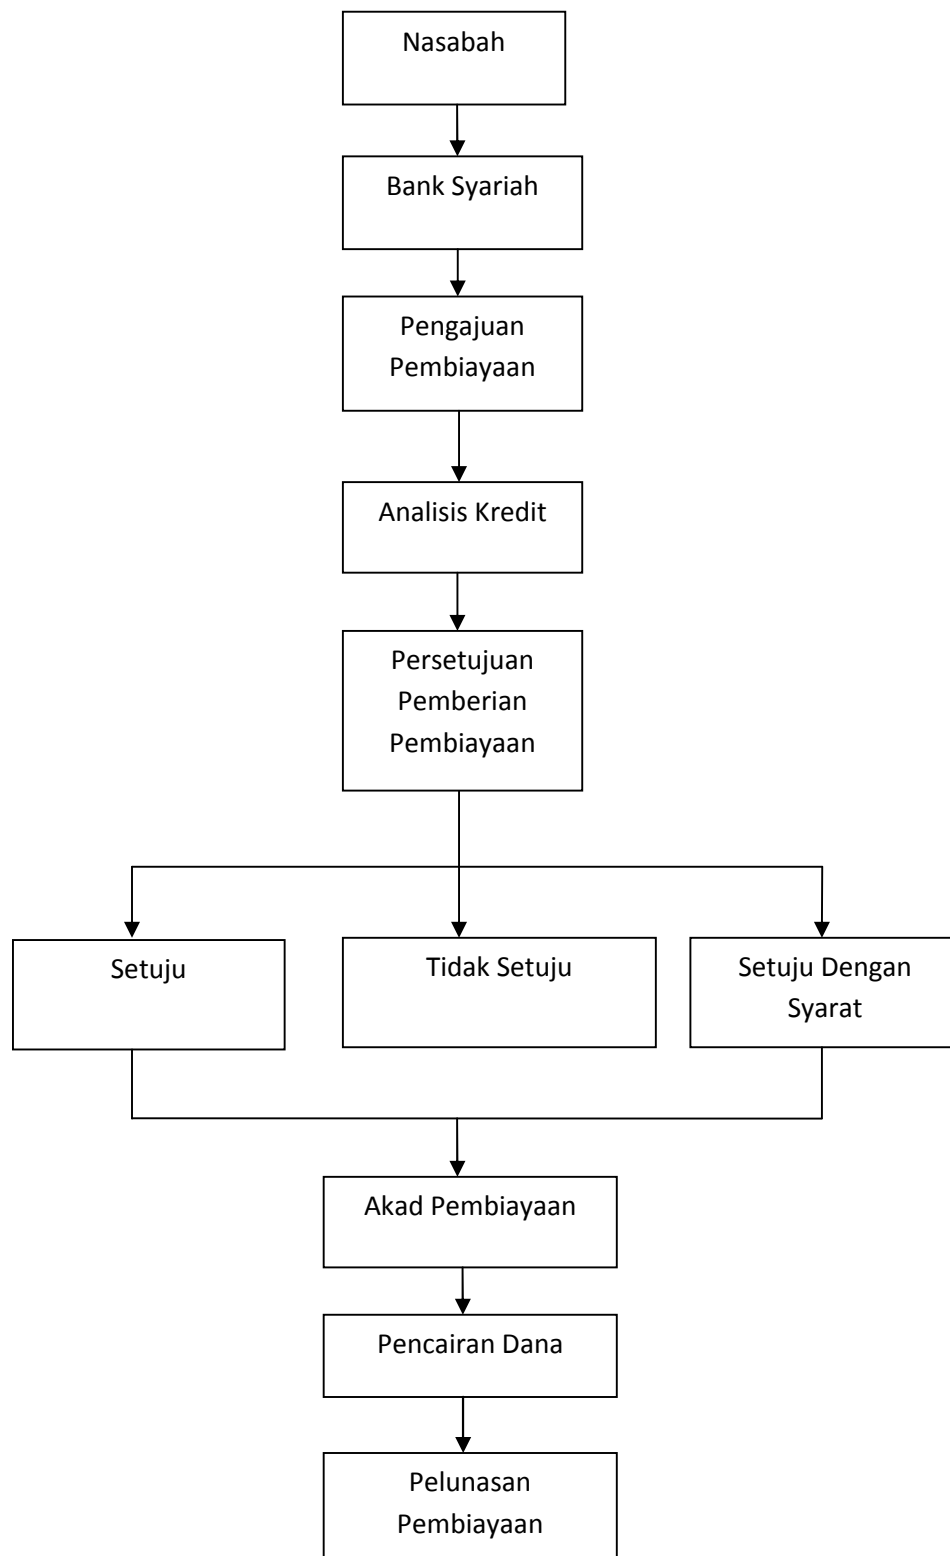 Nasabah
Bank Syariah
Pengajuan
Pembiayaan
Analisis Kredit
Persetujuan
Pemberian
Pembiayaan
Setuju
Tidak Setuju
Setuju Dengan
Syarat
Akad Pembiayaan
Pencairan Dana
Pelunasan
Pembiayaan